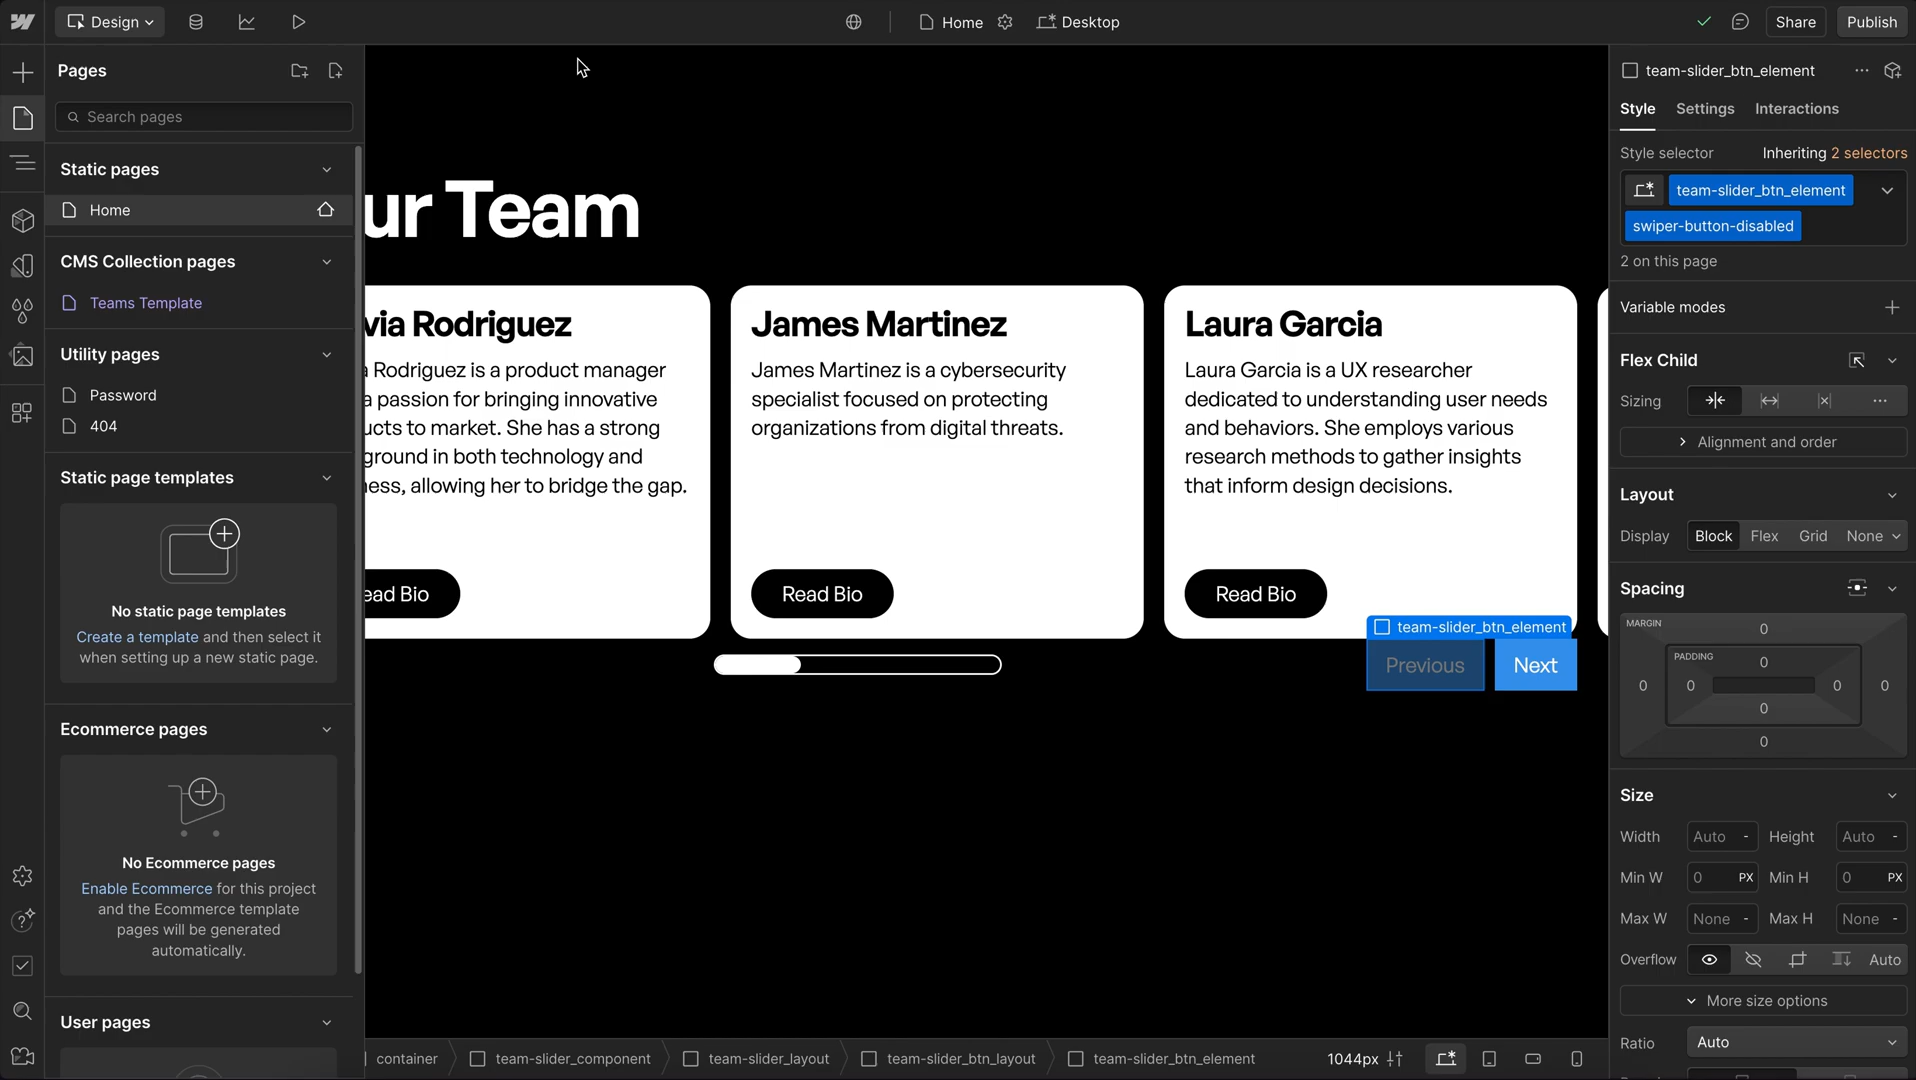 Design
Home
Desktop
Share
Publish
Pages
Search pages
Static pages
Home
CMS Collection pages
Teams Template
Utility pages
Password
404
Static page templates
No static page templates
Create a template and then select it
when setting up a new static page.
Ecommerce pages
No Ecommerce pages
Enable Ecommerce for this project
and the Ecommerce template
pages will be generated
automatically.
User pages
ur Team
via Rodriguez
a Rodriguez is a product manager
a passion for bringing innovative
ucts to market. She has a strong
ground in both technology and
ness, allowing her to bridge the gap.
ead Bio
James Martinez
James Martinez is a cybersecurity
specialist focused on protecting
organizations from digital threats.
Read Bio
Laura Garcia
Laura Garcia is a UX researcher
dedicated to understanding user needs
and behaviors. She employs various
research methods to gather insights
that inform design decisions.
Read Bio
team-slider_btn_element
Previous
Next
container
team-slider_component
team-slider_layout
team-slider_btn_layout
team-slider_btn_element
1044px
team-slider_btn_element
Style
Settings
Interactions
Style selector
Inheriting 2 selectors
team-slider_btn_element
swiper-button-disabled
2 on this page
Variable modes
Flex Child
Sizing
Alignment and order
Layout
Display
Block
Flex
Grid
None
Spacing
MARGIN
0
PADDING
0
0
0
0
0
0
0
Size
Width
Auto -
Height
Auto -
Min W
0 PX
Min H
0 PX
Max W
None -
Max H
None -
Overflow
Auto
More size options
Ratio
Auto